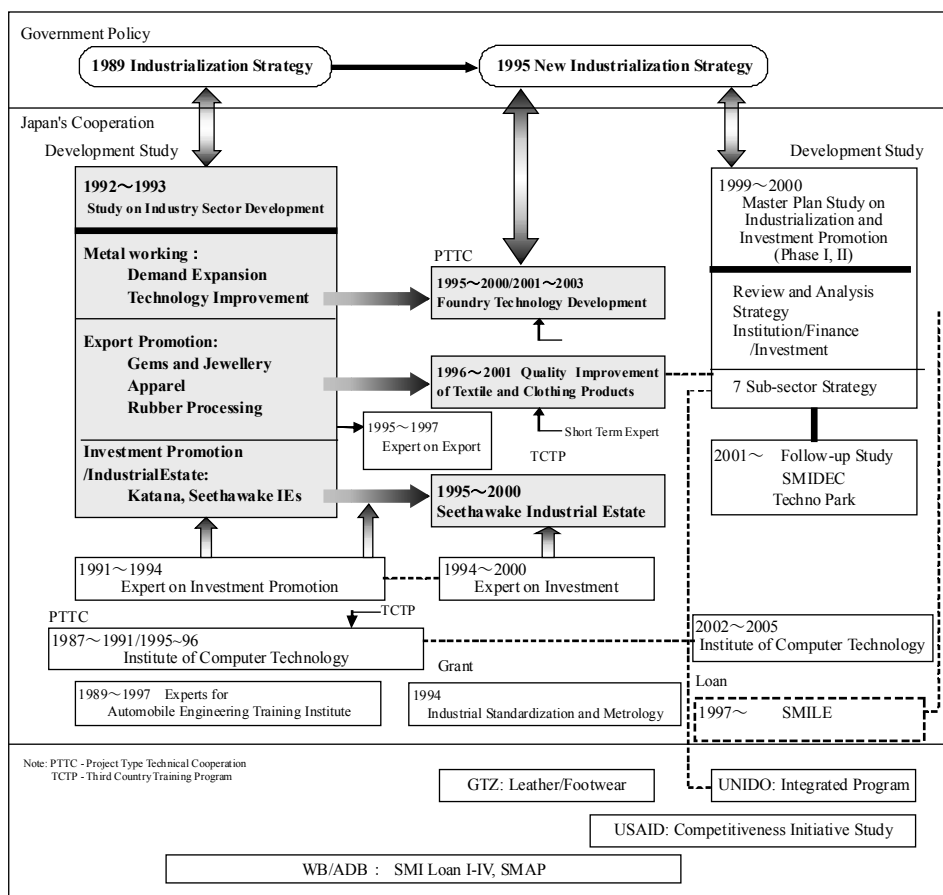 Government Policy
1989 Industrialization Strategy
1995 New Industrialization Strategy
Japan's Cooperation
Development Study
1992～1993
Study on Industry Sector Development
Metal working：
Demand Expansion
Technology Improvement
Export Promotion:
Gems and Jewellery
Apparel
Rubber Processing
Investment Promotion
/IndustrialEstate:
Katana, Seethawake IEs
PTTC
1995～2000/2001～2003
Foundry Technology Development
1996～2001 Quality Improvement
of Textile and Clothing Products
Short Term Expert
TCTP
1995～1997
Expert on Export
1995～2000
Seethawake Industrial Estate
Development Study
1999～2000
Master Plan Study on
Industrialization and
Investment Promotion
(Phase I, II)
Review and Analysis
Strategy
Institution/Finance
/Investment
7 Sub-sector Strategy
2001～ Follow-up Study
SMIDEC
Techno Park
1991～1994
Expert on Investment Promotion
1994～2000
Expert on Investment
TCTP
PTTC
1987～1991/1995~96
Institute of Computer Technology
2002～2005
Institute of Computer Technology
1989～1997 Experts for
Automobile Engineering Training Institute
Grant
1994
Industrial Standardization and Metrology
Loan
1997～ SMILE
Note: PTTC - Project Type Technical Cooperation
TCTP - Third Country Training Program
GTZ: Leather/Footwear
UNIDO: Integrated Program
USAID: Competitiveness Initiative Study
WB/ADB： SMI Loan I-IV, SMAP